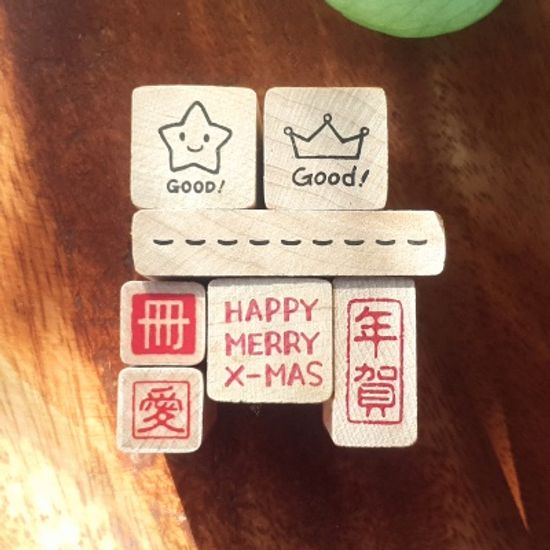 GOOD!
Good!
冊
HAPPY
MERRY
X-MAS
年賀
愛